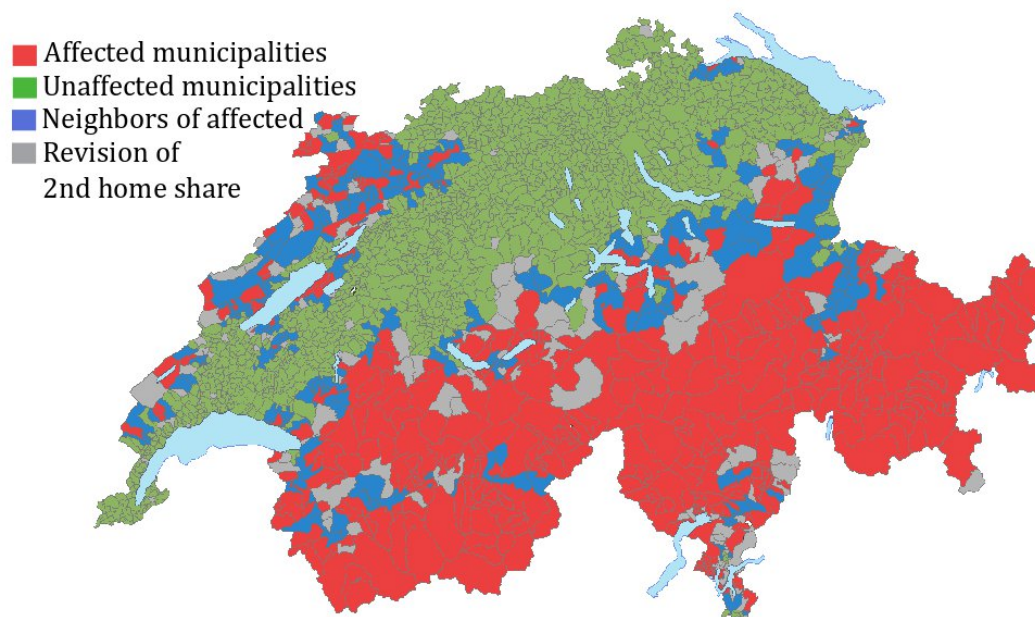 Affected municipalities
Unaffected municipalities
Neighbors of affected
Revision of
2nd home share